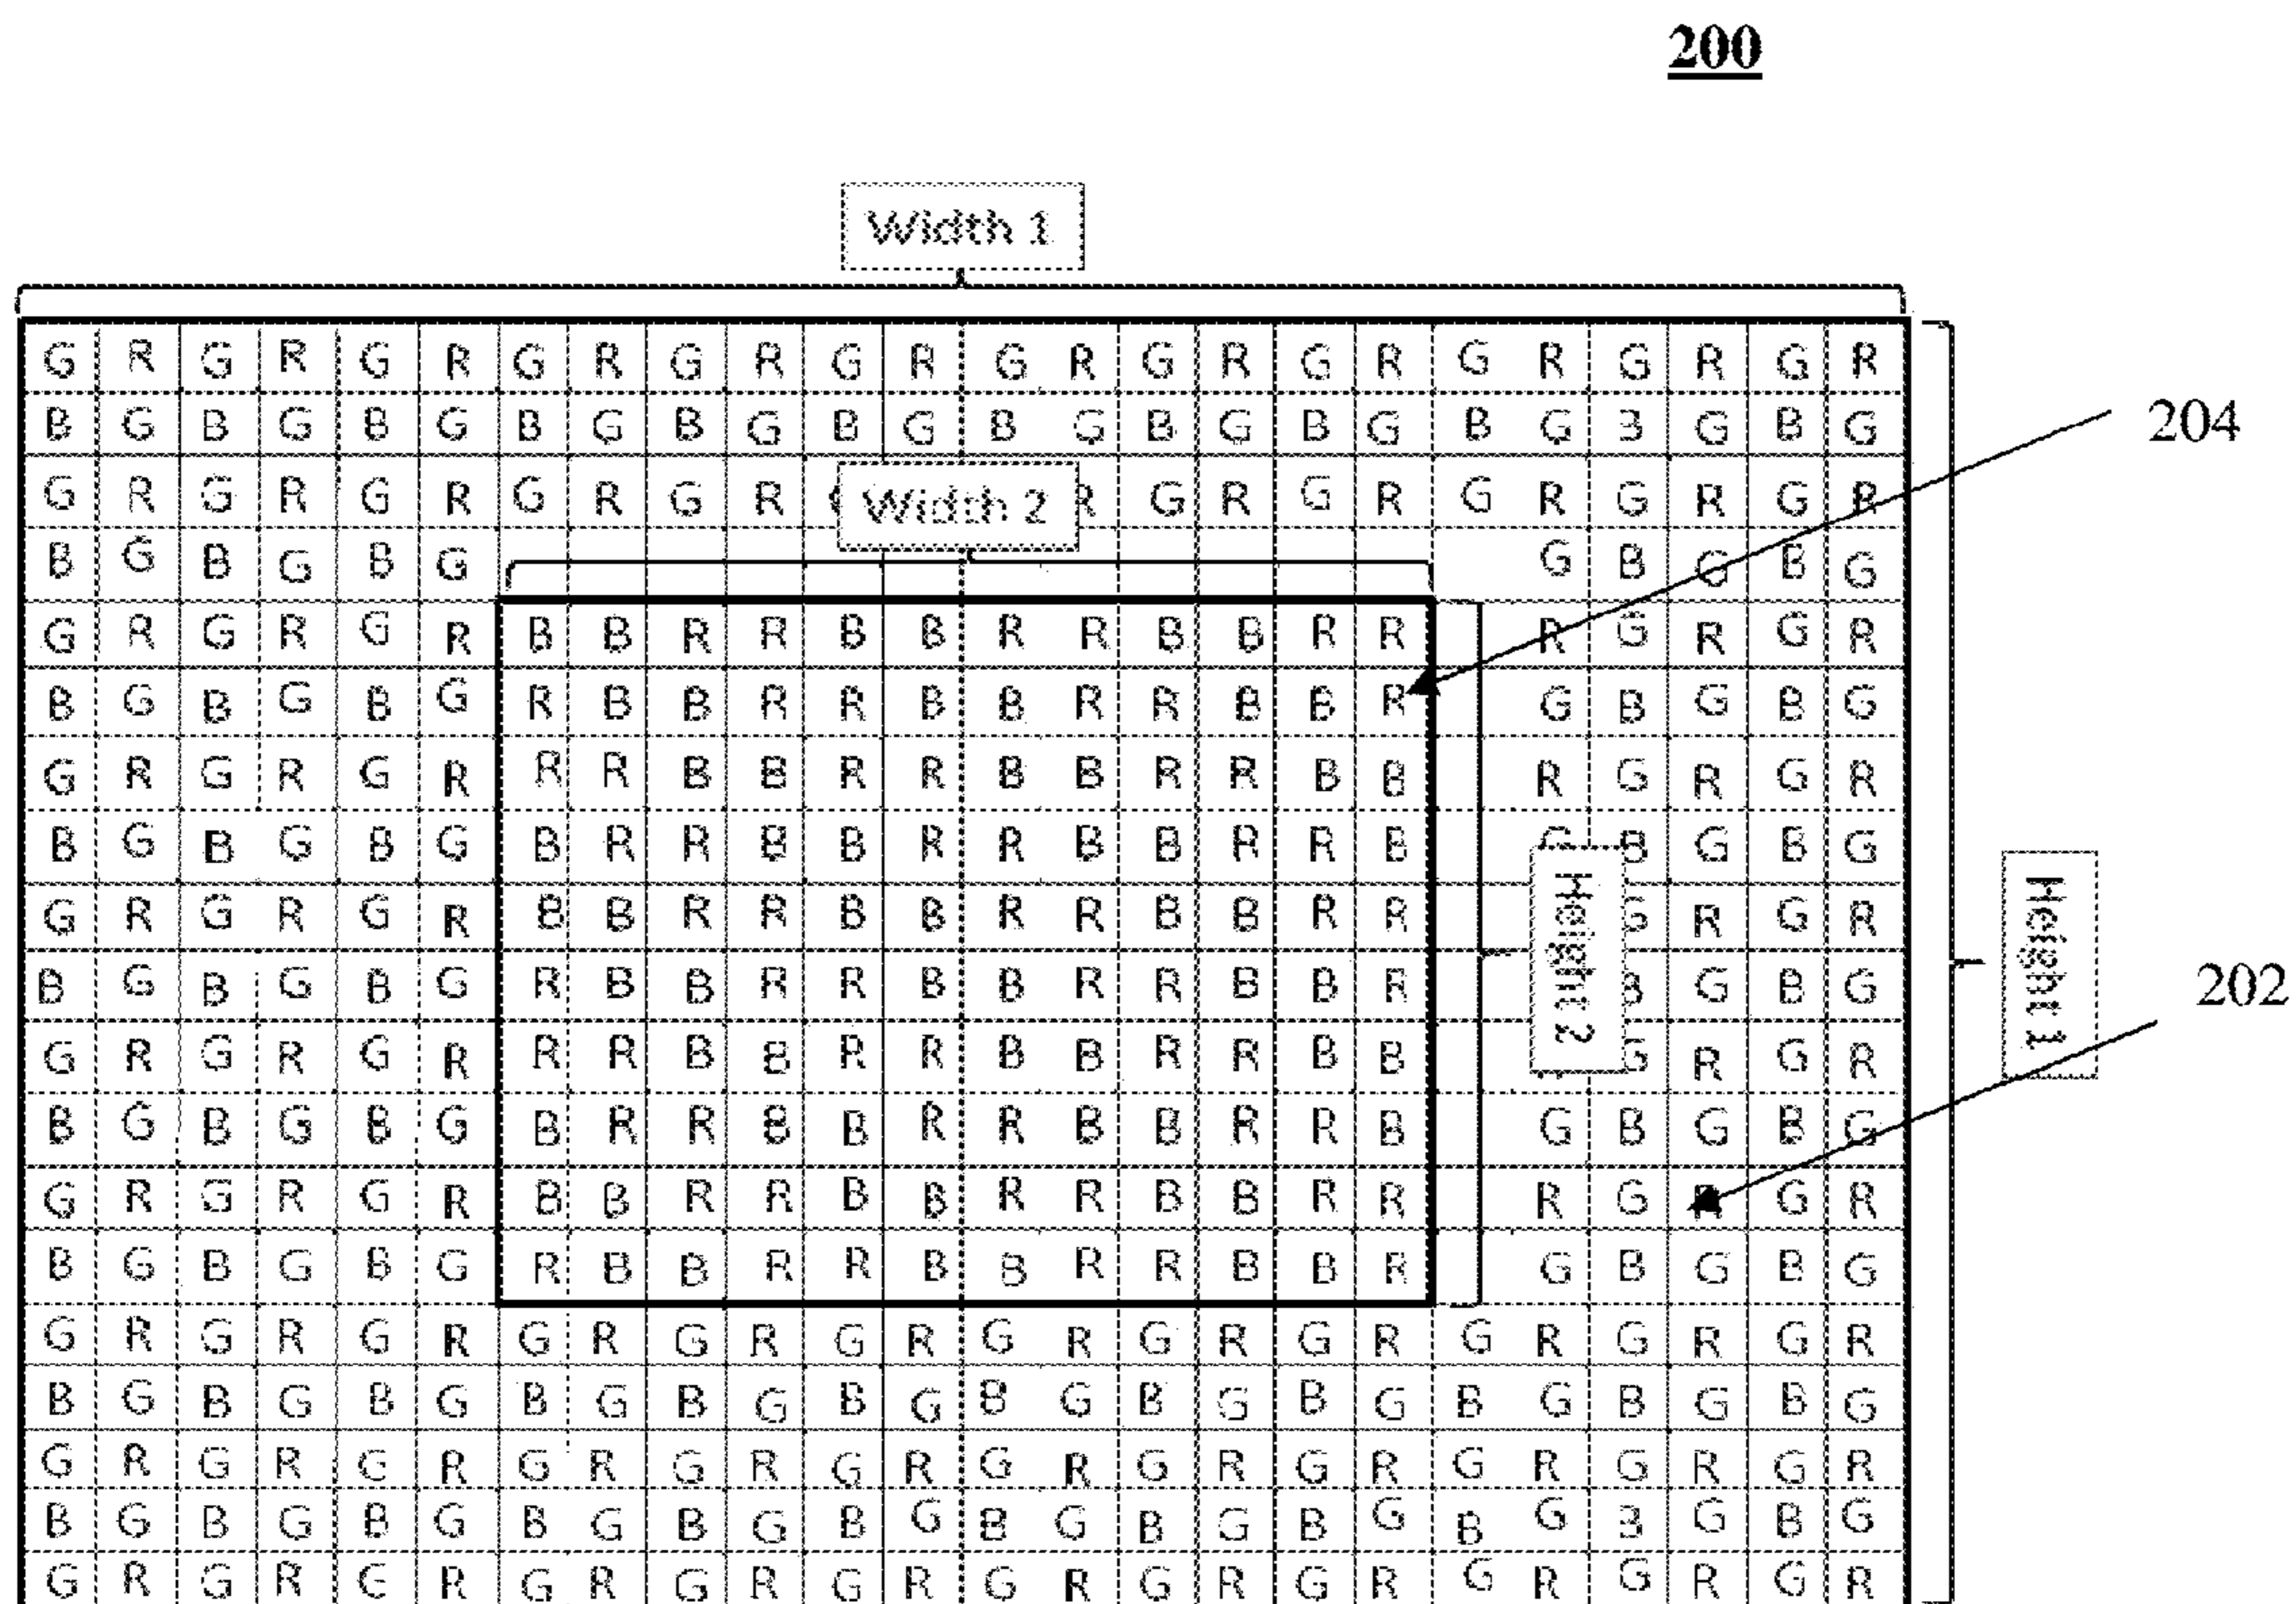 200
Width 1
G R G R G R G R G R G R G R G R G R G R G R G R
B G B G B G B G B G B G B G B G B G B G B G B G
204
G R G R G R G R G R R G R G R G R G R G R
Width 2
B G B G B G G B G B G
G R G R G R B B R R B B R R B B R R R G R G R
B G B G B G R B B R R B B R R B B R G B G B G
G R G R G R R R B B R R B B R R B B R G R G R
B G B G B G B R R B B R R B B R R B G B G B G
G R G R G R B B R R B B R R B B R R G R G R
Height 2
Height 1
B G B G B G R B B R R B B R R B B R B G B G
202
G R G R G R R R B B R R B B R R B B G R G R
B G B G B G B R R B B R R B B R R B G B G B G
G R G R G R B B R R B B R R B B R R R G R G R
B G B G B G R B B R R B B R R B B R G B G B G
G R G R G R G R G R G R G R G R G R G R G R G R
B G B G B G B G B G B G B G B G B G B G B G B G
G R G R G R G R G R G R G R G R G R G R G R G R
B G B G B G B G B G B G B G B G B G B G B G B G
G R G R G R G R G R G R G R G R G R G R G R G R